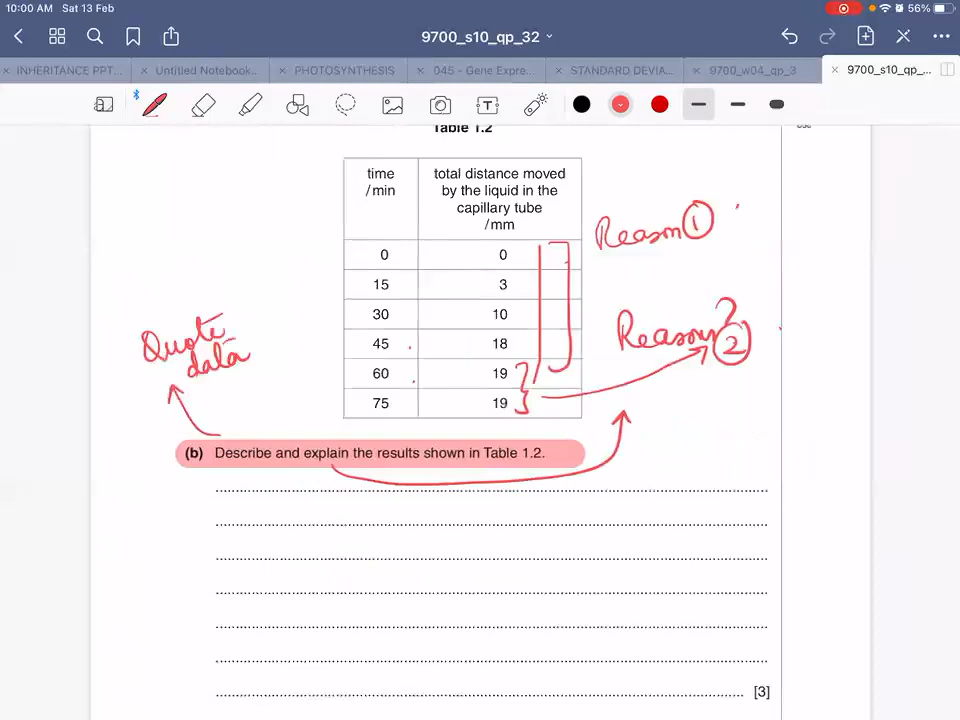 10:00 AM Sat 13 Feb
56%
9700_s10_qp_32
INHERITANCE PPT...
Untitled Notebook...
PHOTOSYNTHESIS
045 - Gene Expre...
STANDARD DEVIA...
9700_w04_qp_3
9700_s10_qp_...
Table 1.2
time /min
total distance moved by the liquid in the capillary tube /mm
0 0
15 3
30 10
45 18
60 19
75 19
Reason 1
Reason 2
?
Quote data
(b) Describe and explain the results shown in Table 1.2.
[3]